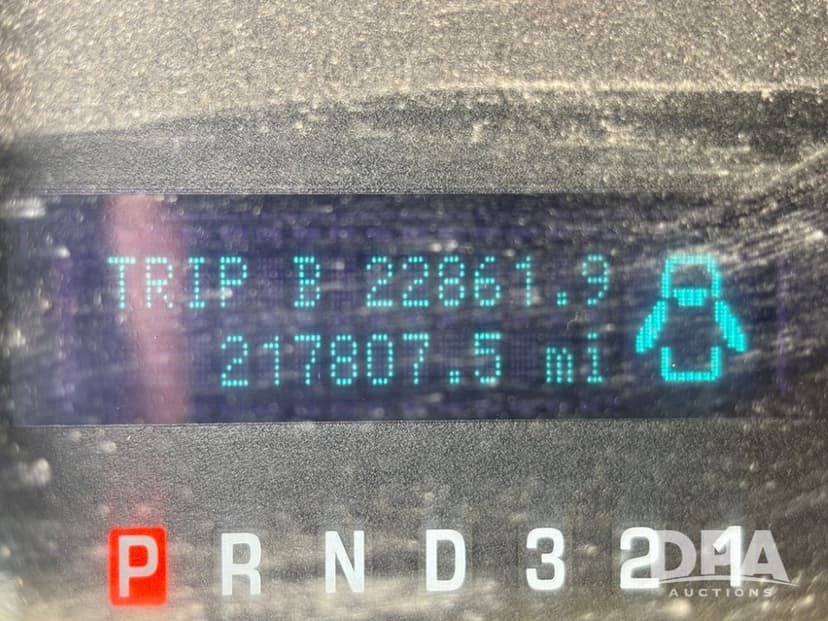 TRIP B 22861.9
217807.5 mi
P R N D 3 2 1
DPA
AUCTIONS